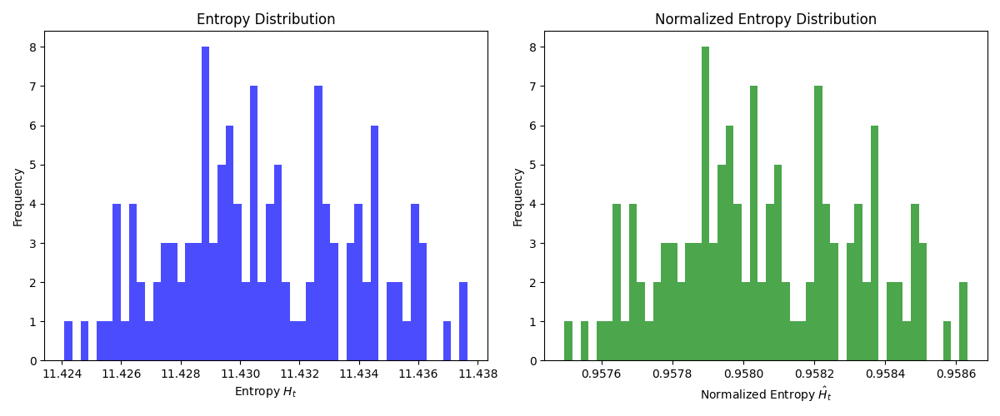 Entropy Distribution
8
7
6
5
4
3
2
1
0
Frequency
11.424 11.426 11.428 11.430 11.432 11.434 11.436 11.438
Entropy $H_t$
Normalized Entropy Distribution
8
7
6
5
4
3
2
1
0
Frequency
0.9576 0.9578 0.9580 0.9582 0.9584 0.9586
Normalized Entropy $\hat{H}_t$